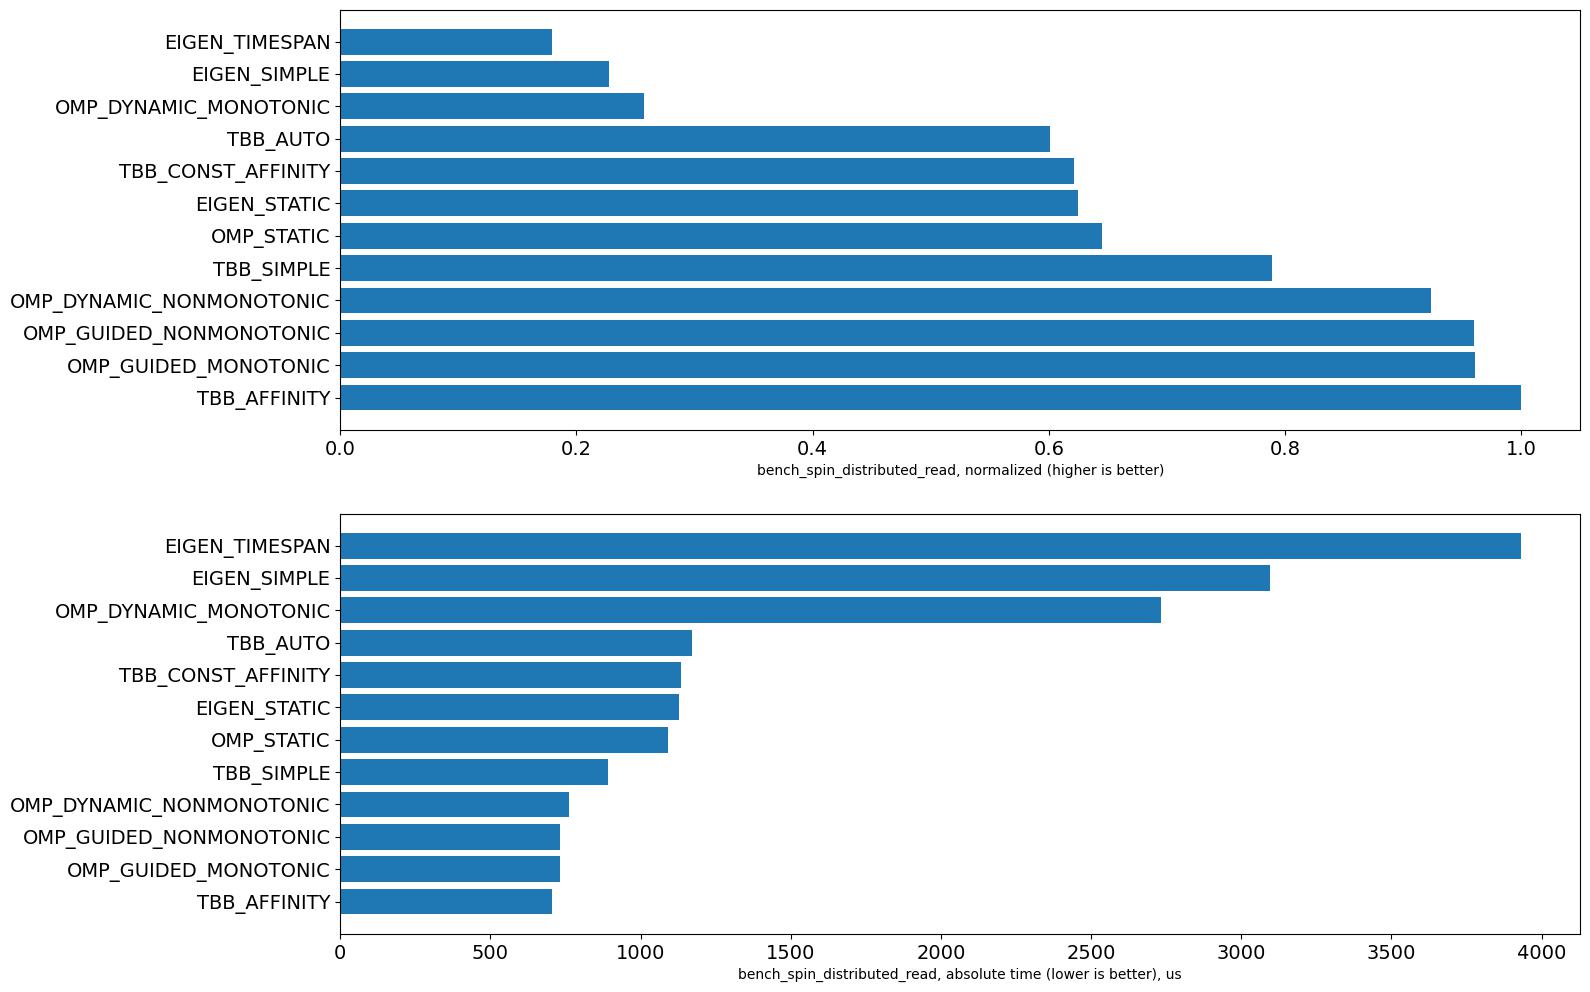 EIGEN_TIMESPAN
EIGEN_SIMPLE
OMP_DYNAMIC_MONOTONIC
TBB_AUTO
TBB_CONST_AFFINITY
EIGEN_STATIC
OMP_STATIC
TBB_SIMPLE
OMP_DYNAMIC_NONMONOTONIC
OMP_GUIDED_NONMONOTONIC
OMP_GUIDED_MONOTONIC
TBB_AFFINITY
0.0 0.2 0.4 0.6 0.8 1.0
bench_spin_distributed_read, normalized (higher is better)
EIGEN_TIMESPAN
EIGEN_SIMPLE
OMP_DYNAMIC_MONOTONIC
TBB_AUTO
TBB_CONST_AFFINITY
EIGEN_STATIC
OMP_STATIC
TBB_SIMPLE
OMP_DYNAMIC_NONMONOTONIC
OMP_GUIDED_NONMONOTONIC
OMP_GUIDED_MONOTONIC
TBB_AFFINITY
0 500 1000 1500 2000 2500 3000 3500 4000
bench_spin_distributed_read, absolute time (lower is better), us